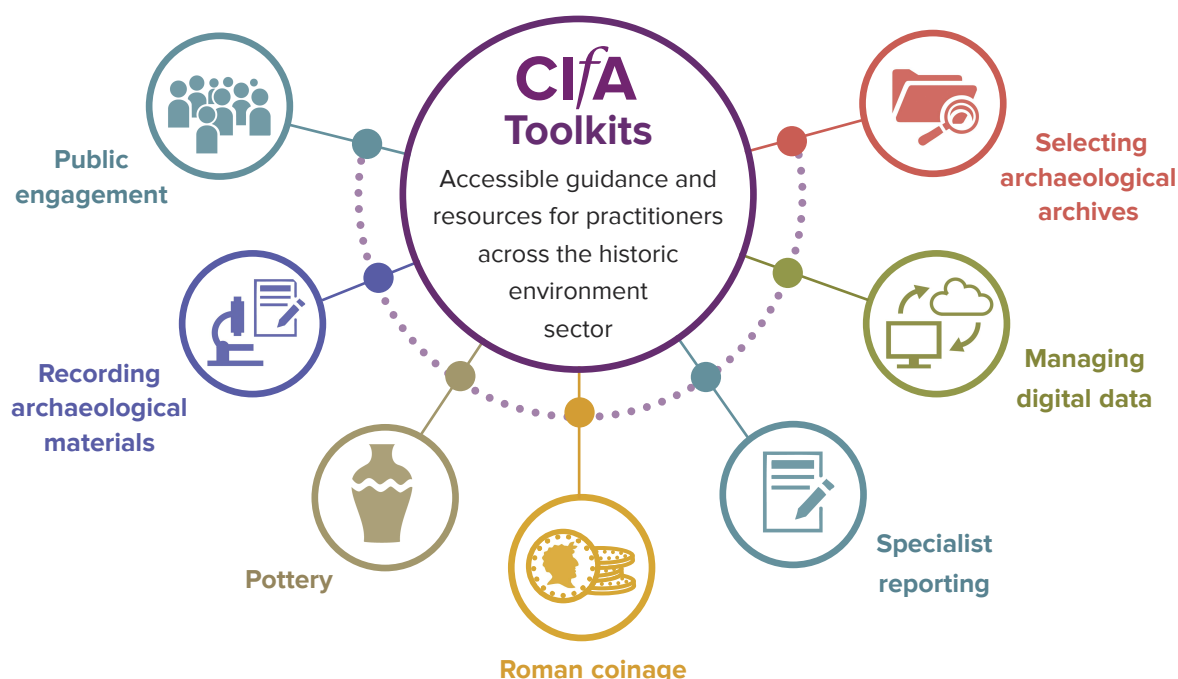 CIfA
Toolkits
Accessible guidance and
resources for practitioners
across the historic
environment
sector
Public
engagement
Recording
archaeological
materials
Pottery
Roman coinage
Specialist
reporting
Managing
digital data
Selecting
archaeological
archives